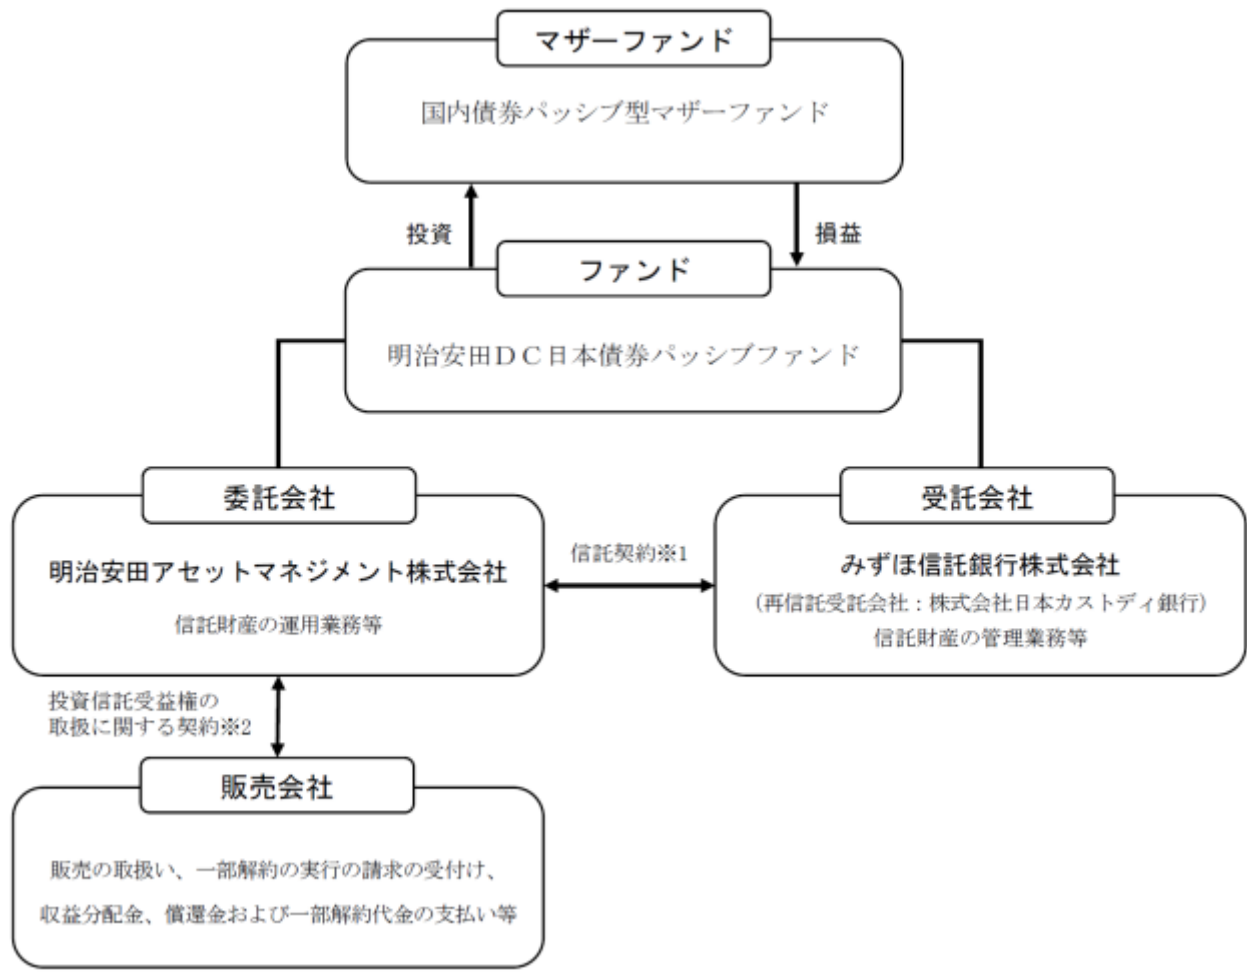 マザーファンド
国内債券パッシブ型マザーファンド
投資
損益
ファンド
明治安田ＤＣ日本債券パッシブファンド
委託会社
明治安田アセットマネジメント株式会社
信託財産の運用業務等
信託契約※1
受託会社
みずほ信託銀行株式会社
(再信託受託会社：株式会社日本カストディ銀行)
信託財産の管理業務等
投資信託受益権の
取扱に関する契約※2
販売会社
販売の取扱い、一部解約の実行の請求の受付け、
収益分配金、償還金および一部解約代金の支払い等